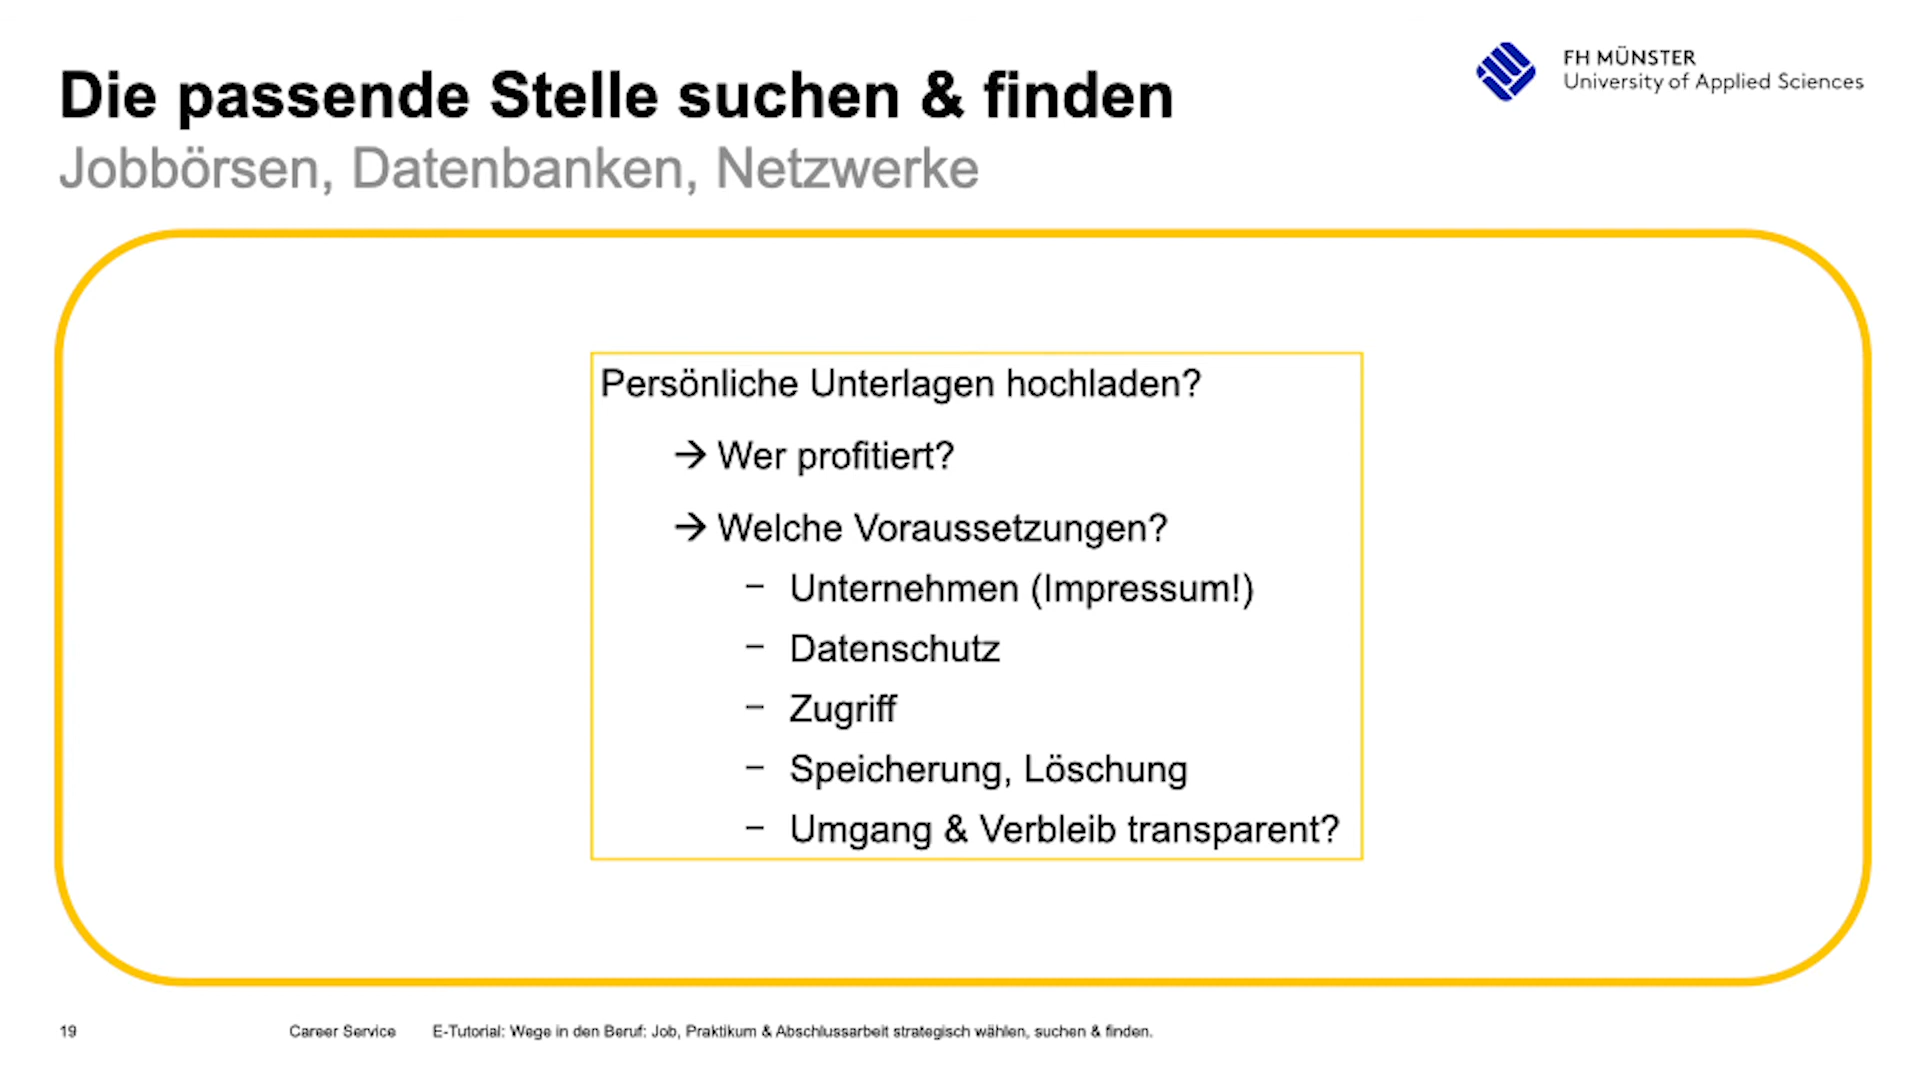 Die passende Stelle suchen & finden
Jobbörsen, Datenbanken, Netzwerke
FH MÜNSTER
University of Applied Sciences
Persönliche Unterlagen hochladen?
→ Wer profitiert?
→ Welche Voraussetzungen?
− Unternehmen (Impressum!)
− Datenschutz
− Zugriff
− Speicherung, Löschung
− Umgang & Verbleib transparent?
19 Career Service E-Tutorial: Wege in den Beruf: Job, Praktikum & Abschlussarbeit strategisch wählen, suchen & finden.